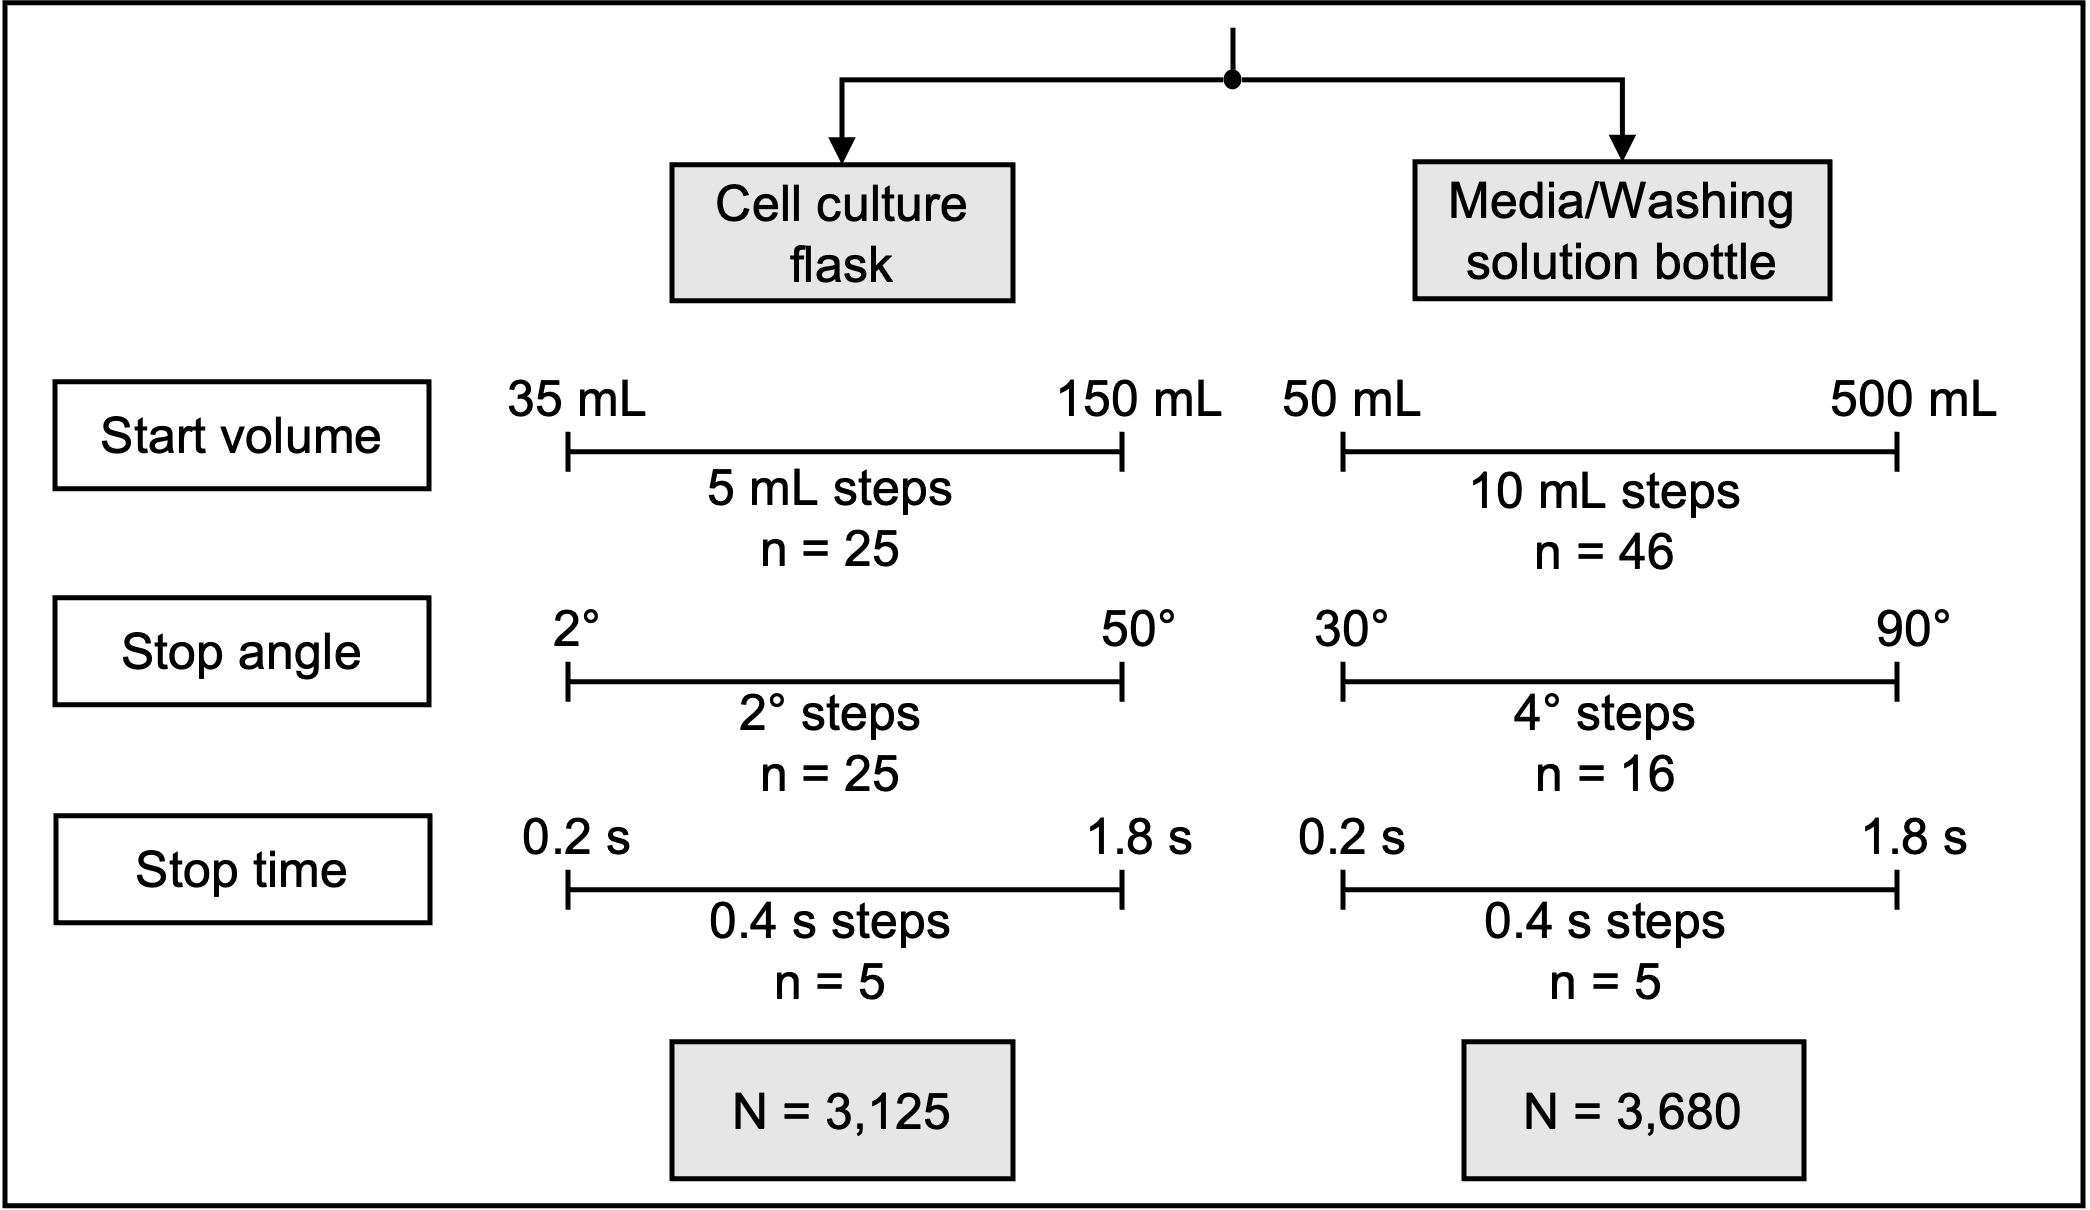 Cell culture
flask
Media/Washing
solution bottle
Start volume
35 mL
150 mL
50 mL
500 mL
5 mL steps
n = 25
10 mL steps
n = 46
Stop angle
2°
50°
30°
90°
2° steps
n = 25
4° steps
n = 16
Stop time
0.2 s
1.8 s
0.2 s
1.8 s
0.4 s steps
n = 5
0.4 s steps
n = 5
N = 3,125
N = 3,680